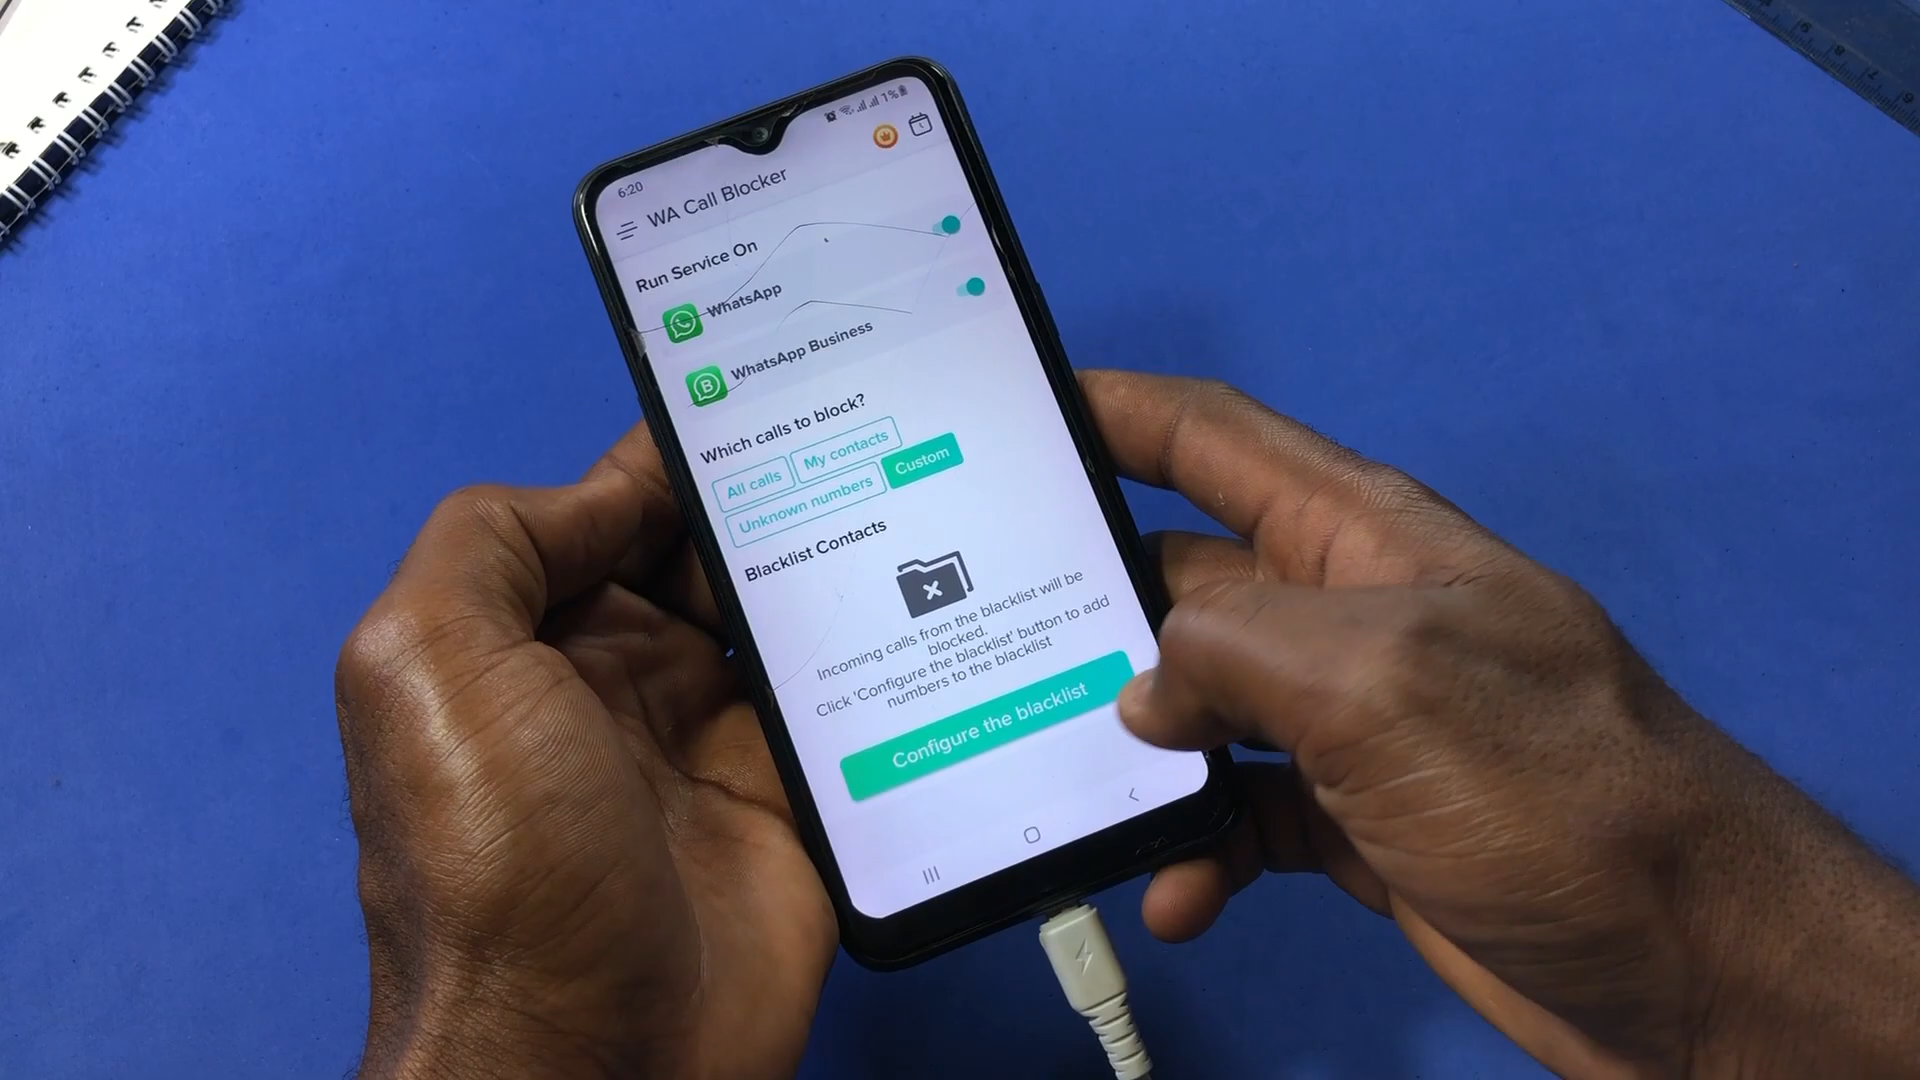 6:20
1%
WA Call Blocker
Run Service On
WhatsApp
WhatsApp Business
Which calls to block?
All calls
My contacts
Unknown numbers
Custom
Blacklist Contacts
Incoming calls from the blacklist will be
blocked.
Click 'Configure the blacklist' button to add
numbers to the blacklist
Configure the blacklist